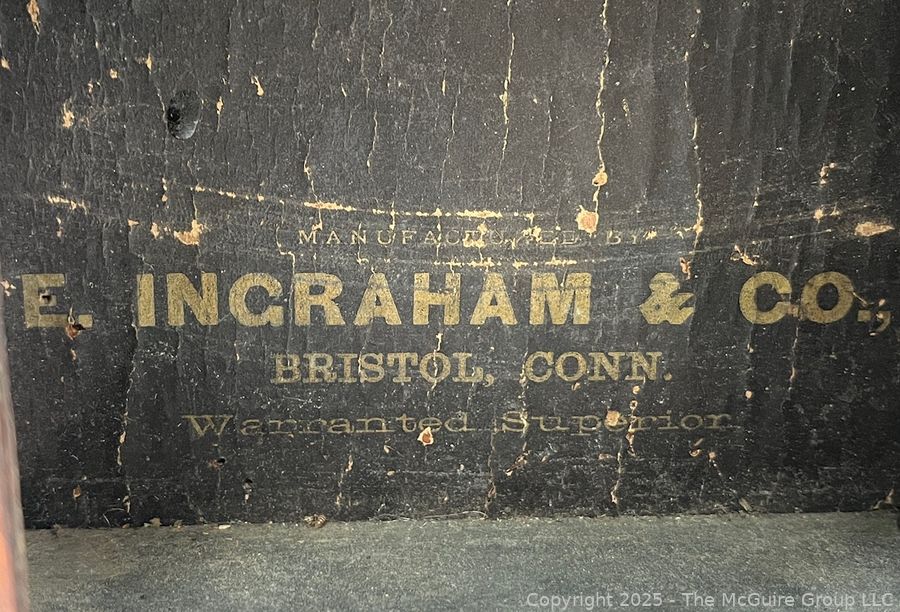 MANUFACTURED BY
E. INGRAHAM & CO.,
BRISTOL, CONN.
Warranted Superior
Copyright 2025 - The McGuire Group LLC